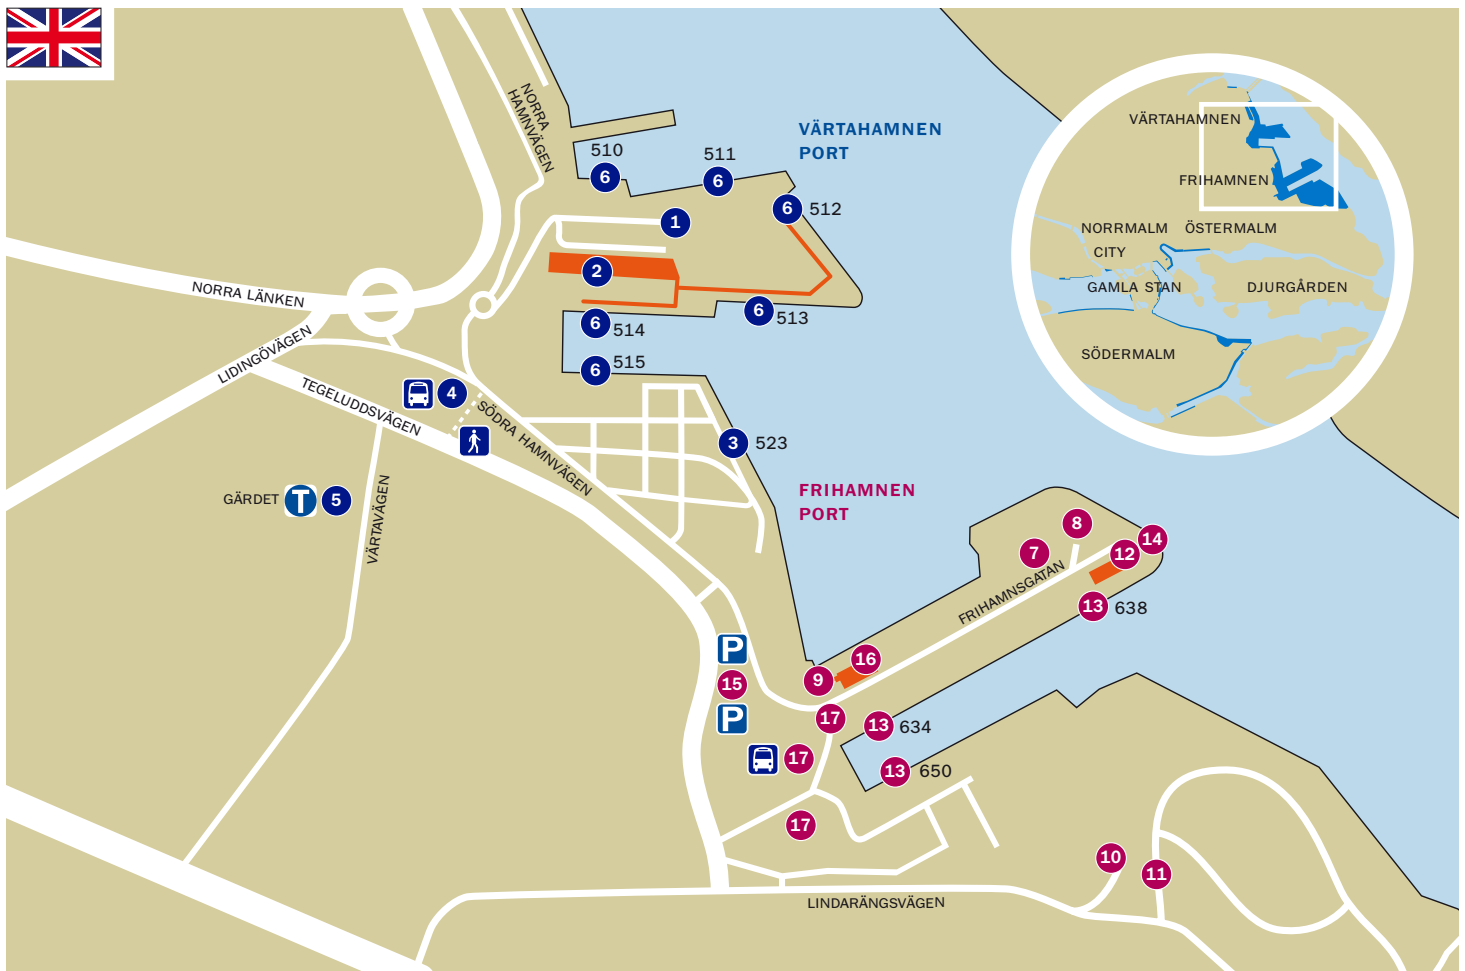 NORRA
HAMNVÄGEN
VÄRTAHAMNEN
PORT
510
6
511
6
6
512
1
2
6
513
6
514
6
515
NORRA LÄNKEN
LIDINGÖVÄGEN
TEGELUDDSVÄGEN
4
SÖDRA HAMNVÄGEN
3
523
GÄRDET
T
5
VÄRTAVÄGEN
FRIHAMNEN
PORT
8
7
14
12
FRIHAMNSGATAN
13
638
P
15
P
16
9
17
13
634
17
13
650
17
10
11
LINDARÄNGSVÄGEN
VÄRTAHAMNEN
FRIHAMNEN
NORRMALM
ÖSTERMALM
CITY
GAMLA STAN
DJURGÅRDEN
SÖDERMALM